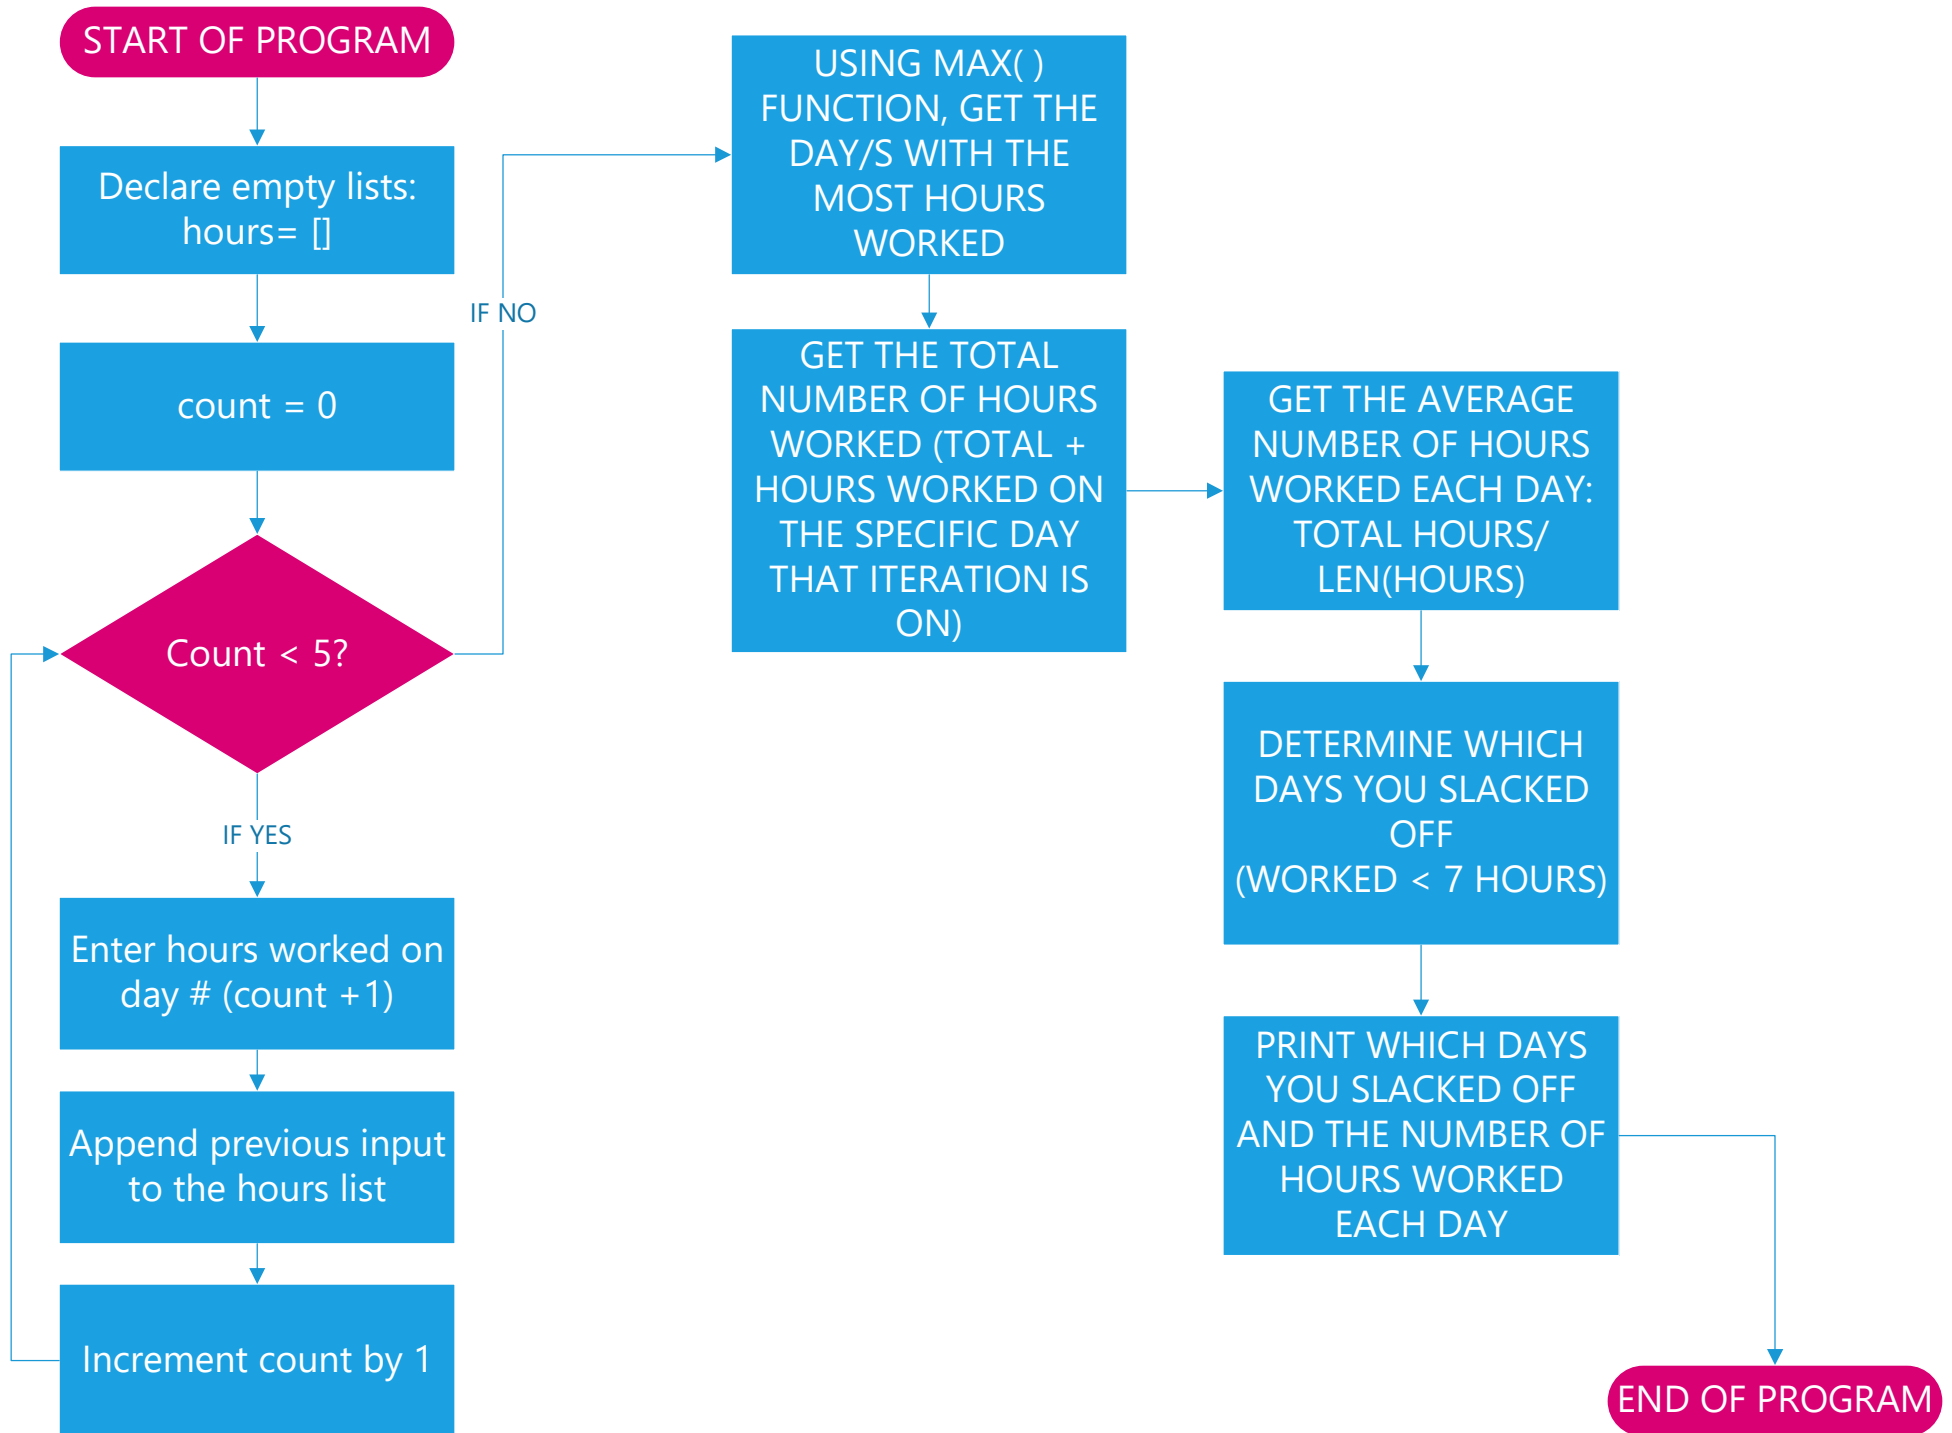 START OF PROGRAM
Declare empty lists:
hours= []
count = 0
Count < 5?
IF YES
Enter hours worked on
day # (count +1)
Append previous input
to the hours list
Increment count by 1
IF NO
USING MAX( )
FUNCTION, GET THE
DAY/S WITH THE
MOST HOURS
WORKED
GET THE TOTAL
NUMBER OF HOURS
WORKED (TOTAL +
HOURS WORKED ON
THE SPECIFIC DAY
THAT ITERATION IS
ON)
GET THE AVERAGE
NUMBER OF HOURS
WORKED EACH DAY:
TOTAL HOURS/
LEN(HOURS)
DETERMINE WHICH
DAYS YOU SLACKED
OFF
(WORKED < 7 HOURS)
PRINT WHICH DAYS
YOU SLACKED OFF
AND THE NUMBER OF
HOURS WORKED
EACH DAY
END OF PROGRAM